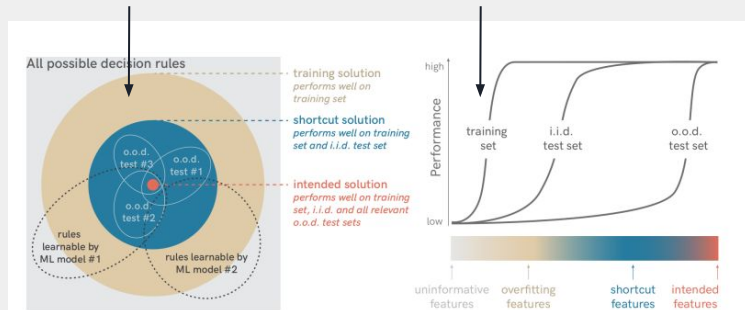 All possible decision rules
training solution
performs well on
training set
shortcut solution
performs well on training
set and i.i.d. test set
intended solution
performs well on training
set, i.i.d. and all relevant
o.o.d. test sets
o.o.d.
test #3
o.o.d.
test #1
o.o.d.
test #2
rules
learnable by
ML model #1
rules learnable by
ML model #2
Performance
high
low
training
set
i.i.d.
test set
o.o.d.
test set
uninformative
features
overfitting
features
shortcut
features
intended
features